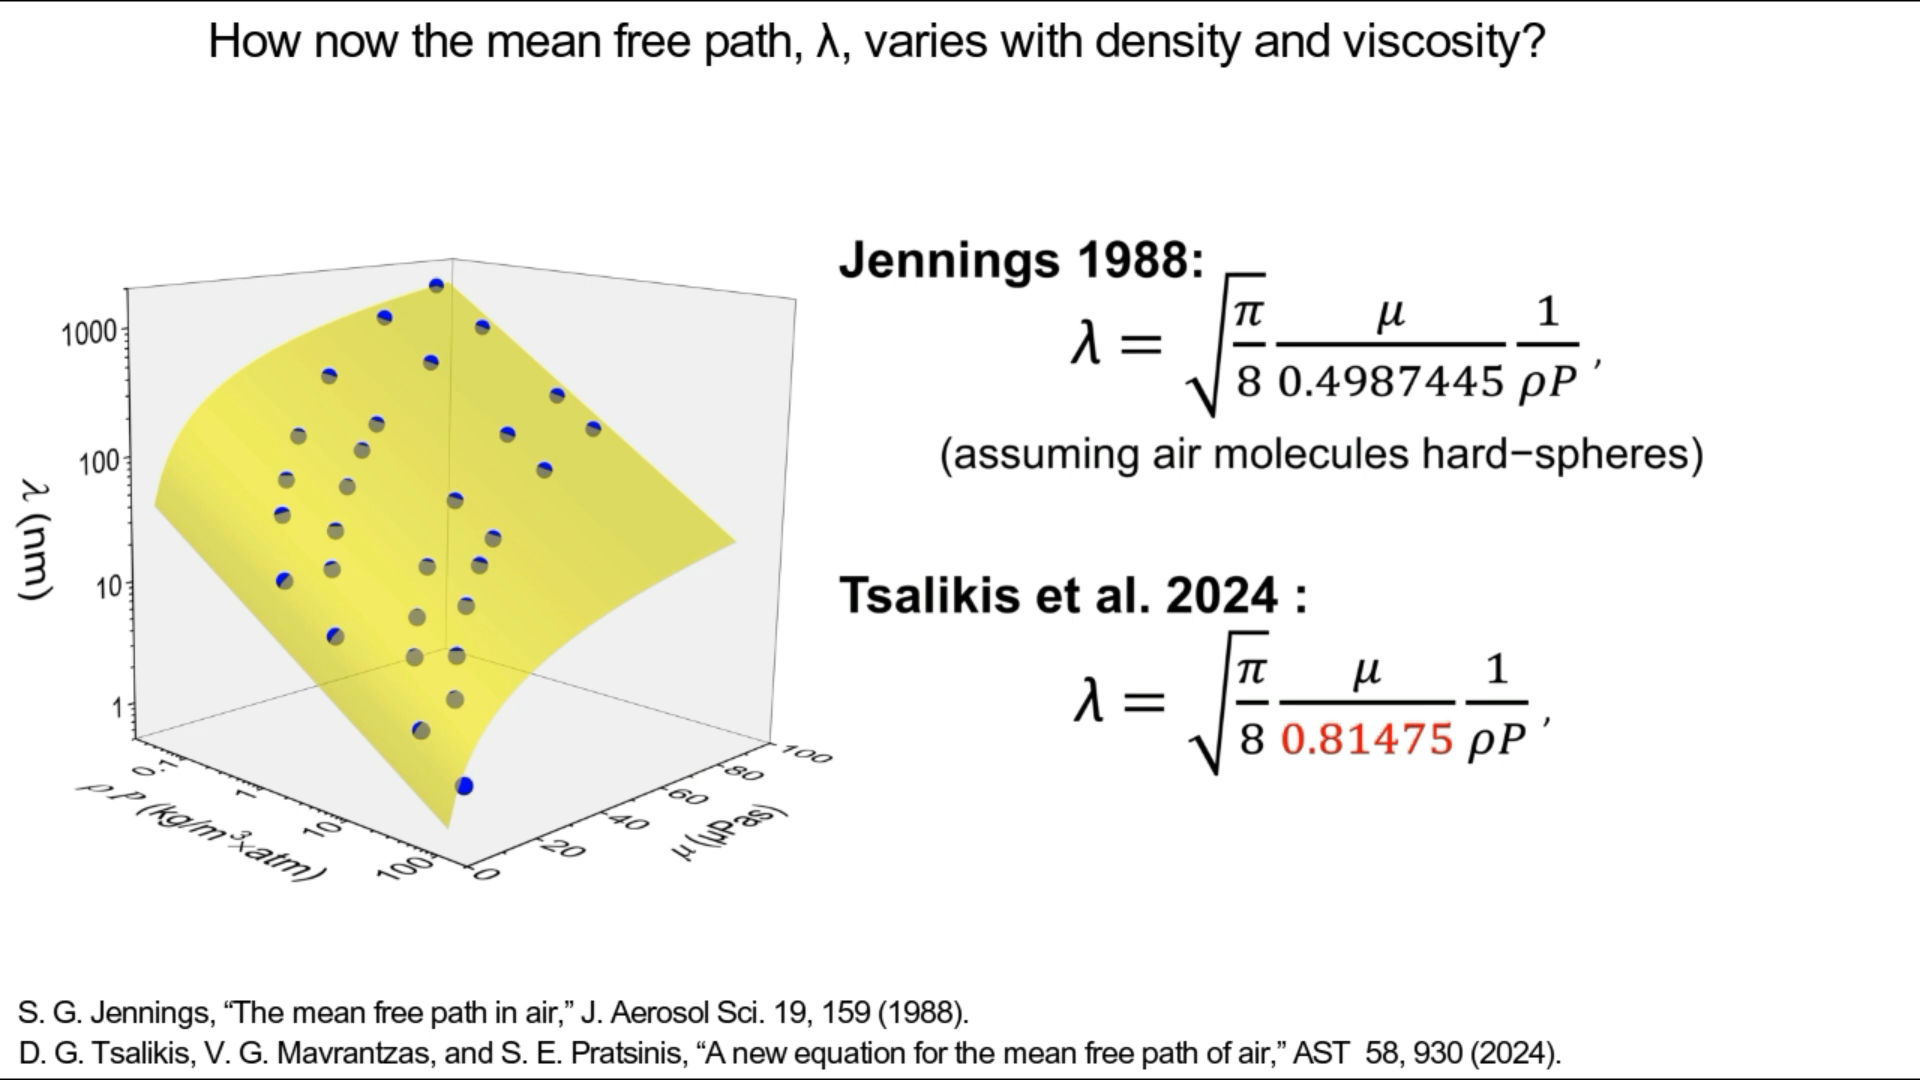 How now the mean free path, λ, varies with density and viscosity?
Jennings 1988:
λ = √π/8 μ/0.4987445 1/ρP ,
(assuming air molecules hard−spheres)
Tsalikis et al. 2024 :
λ = √π/8 μ/0.81475 1/ρP ,
λ (nm)
1000
100
10
1
0.1
1
10
100
ρ P (kg/m³×atm)
0
20
40
60
80
100
μ (μPas)
S. G. Jennings, “The mean free path in air,” J. Aerosol Sci. 19, 159 (1988).
D. G. Tsalikis, V. G. Mavrantzas, and S. E. Pratsinis, “A new equation for the mean free path of air,” AST 58, 930 (2024).